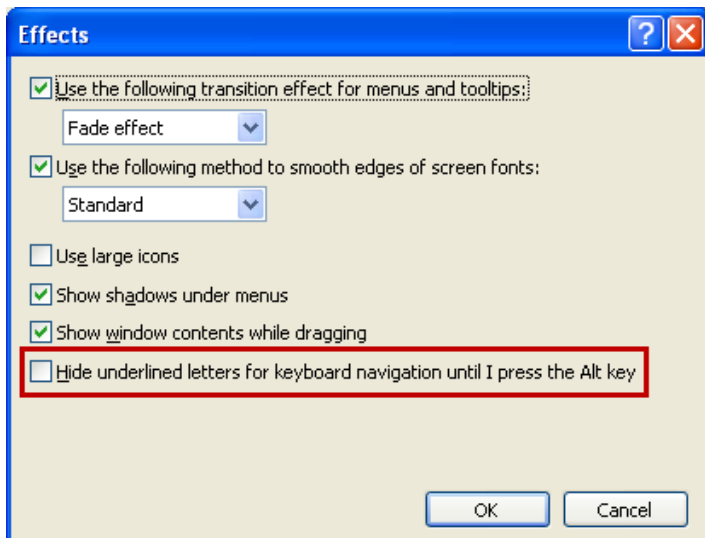 Effects
?
Use the following transition effect for menus and tooltips:
Fade effect
Use the following method to smooth edges of screen fonts:
Standard
Use large icons
Show shadows under menus
Show window contents while dragging
Hide underlined letters for keyboard navigation until I press the Alt key
OK Cancel